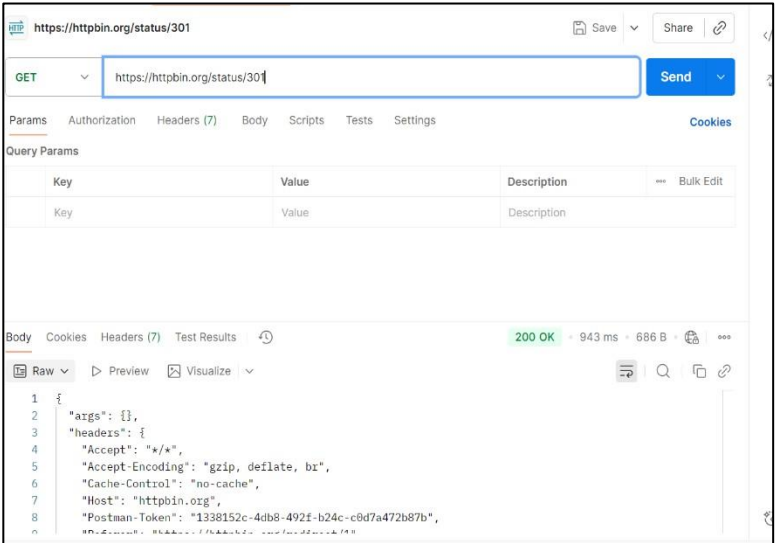 HTTP https://httpbin.org/status/301 Save Share
GET https://httpbin.org/status/301 Send
Params Authorization Headers (7) Body Scripts Tests Settings Cookies
Query Params
Key Value Description Bulk Edit
Key Value Description
Body Cookies Headers (7) Test Results 200 OK 943 ms 686 B
Raw Preview Visualize
1 {
2 "args": {},
3 "headers": {
4 "Accept": "*/*",
5 "Accept-Encoding": "gzip, deflate, br",
6 "Cache-Control": "no-cache",
7 "Host": "httpbin.org",
8 "Postman-Token": "1338152c-4db8-492f-b24c-c0d7a472b87b",